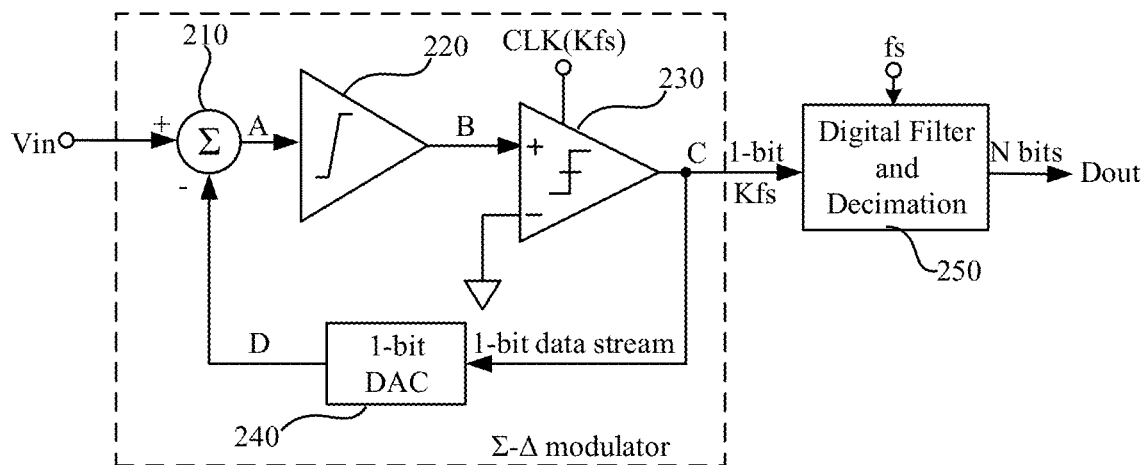 210
220
CLK(Kfs)
230
fs
Vin
+
Σ
-
A
B
+
−
C
1-bit
Kfs
Digital Filter
and
Decimation
N bits
Dout
250
D
1-bit
DAC
1-bit data stream
240
Σ-Δ modulator